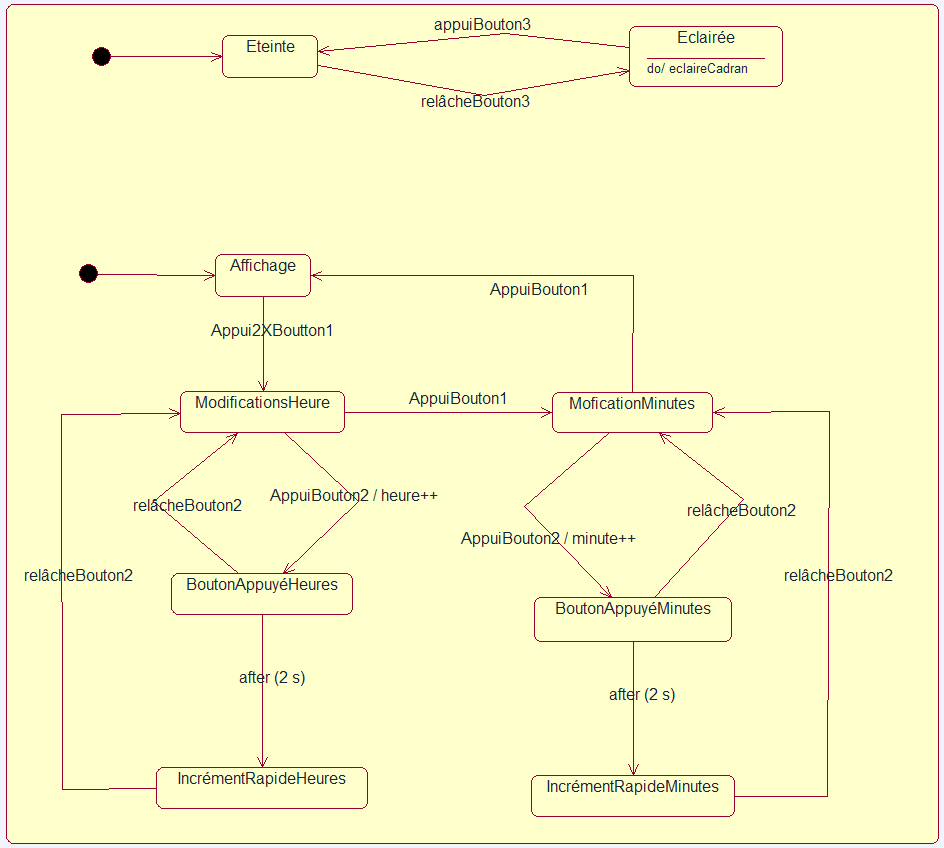 appuiBouton3
Eteinte
Eclairée
do/ eclaireCadran
relâcheBouton3
Affichage
AppuiBouton1
Appui2XBoutton1
ModificationsHeure
AppuiBouton1
MoficationMinutes
relâcheBouton2
AppuiBouton2 / heure++
relâcheBouton2
AppuiBouton2 / minute++
relâcheBouton2
BoutonAppuyéHeures
relâcheBouton2
BoutonAppuyéMinutes
after (2 s)
after (2 s)
IncrémentRapideHeures
IncrémentRapideMinutes